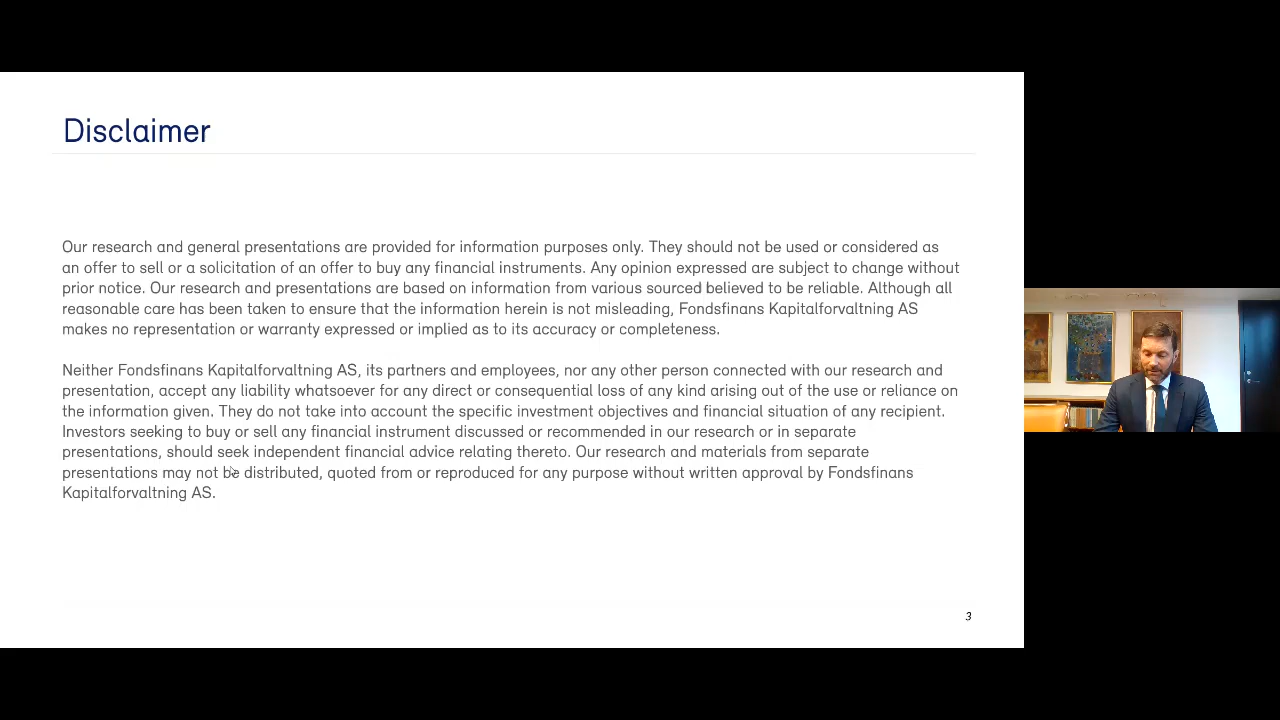 Disclaimer
Our research and general presentations are provided for information purposes only. They should not be used or considered as
an offer to sell or a solicitation of an offer to buy any financial instruments. Any opinion expressed are subject to change without
prior notice. Our research and presentations are based on information from various sourced believed to be reliable. Although all
reasonable care has been taken to ensure that the information herein is not misleading, Fondsfinans Kapitalforvaltning AS
makes no representation or warranty expressed or implied as to its accuracy or completeness.
Neither Fondsfinans Kapitalforvaltning AS, its partners and employees, nor any other person connected with our research and
presentation, accept any liability whatsoever for any direct or consequential loss of any kind arising out of the use or reliance on
the information given. They do not take into account the specific investment objectives and financial situation of any recipient.
Investors seeking to buy or sell any financial instrument discussed or recommended in our research or in separate
presentations, should seek independent financial advice relating thereto. Our research and materials from separate
presentations may not be distributed, quoted from or reproduced for any purpose without written approval by Fondsfinans
Kapitalforvaltning AS.
3